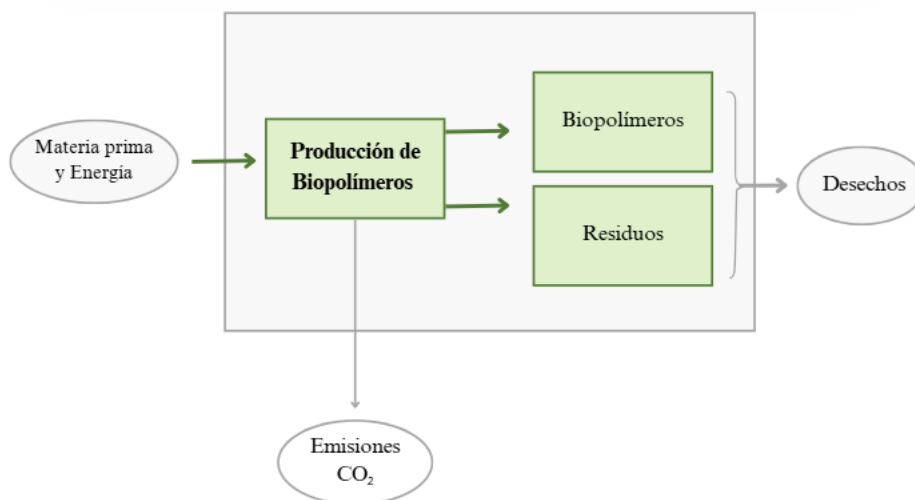 Materia prima
y Energía
Producción de
Biopolímeros
Biopolímeros
Residuos
Desechos
Emisiones
CO₂